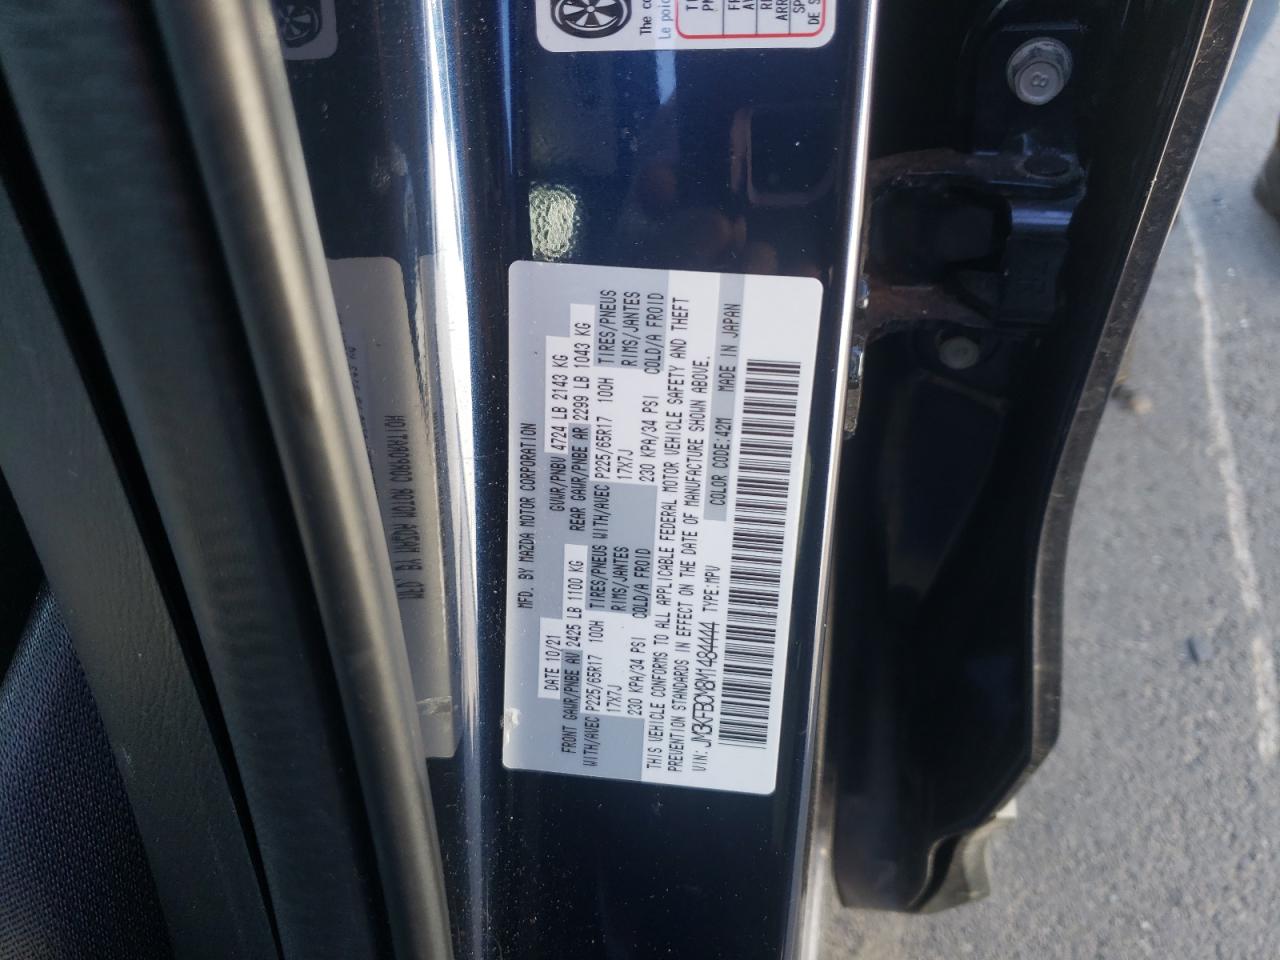 The co
Le poic
MFD. BY MAZDA MOTOR CORPORATION
DATE 10/21 GVWR/PNBV 4724 LB 2143 KG
FRONT GAWR/PNBE AV 2425 LB 1100 KG REAR GAWR/PNBE AR 2299 LB 1043 KG
WITH/AVEC P225/65R17 100H TIRES/PNEUS WITH/AVEC P225/65R17 100H TIRES/PNEUS
17X7J RIMS/JANTES 17X7J RIMS/JANTES
230 KPA/34 PSI COLD/A FROID 230 KPA/34 PSI COLD/A FROID
THIS VEHICLE CONFORMS TO ALL APPLICABLE FEDERAL MOTOR VEHICLE SAFETY AND THEFT
PREVENTION STANDARDS IN EFFECT ON THE DATE OF MANUFACTURE SHOWN ABOVE.
VIN: JM3KFBCM8M1484444 TYPE:MPV COLOR CODE:42M MADE IN JAPAN
8